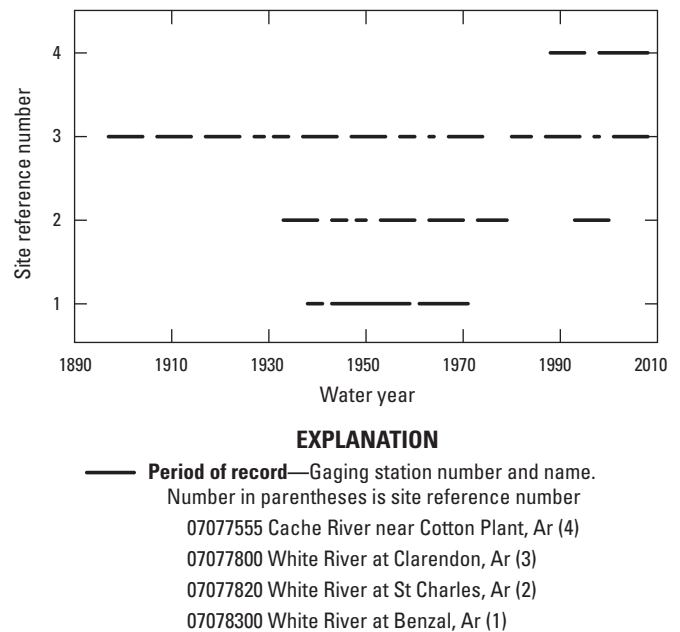 4
3
2
1
Site reference number
1890 1910 1930 1950 1970 1990 2010
Water year
EXPLANATION
Period of record—Gaging station number and name.
Number in parentheses is site reference number
07077555 Cache River near Cotton Plant, Ar (4)
07077800 White River at Clarendon, Ar (3)
07077820 White River at St Charles, Ar (2)
07078300 White River at Benzal, Ar (1)